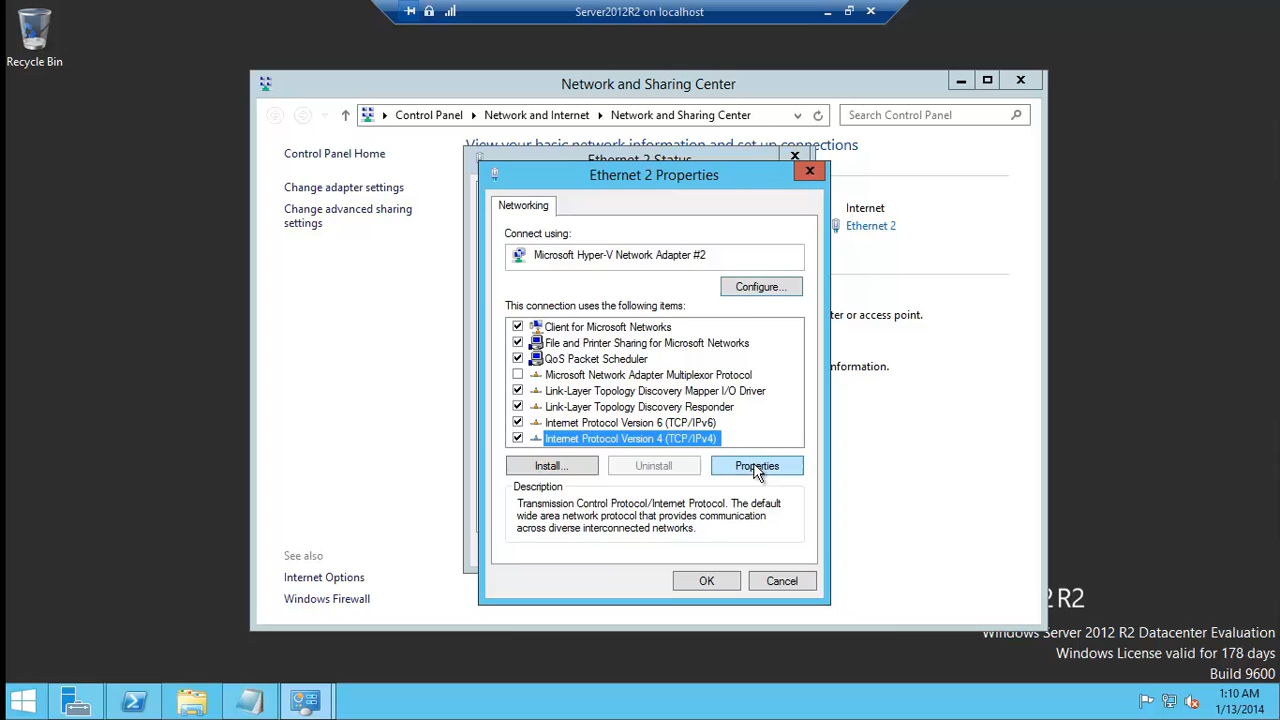 Server2012R2 on localhost
Recycle Bin
Network and Sharing Center
Control Panel
Network and Internet
Network and Sharing Center
Search Control Panel
Control Panel Home
Change adapter settings
Change advanced sharing
settings
See also
Internet Options
Windows Firewall
View your basic network information and set up connections
Ethernet 2 Status
Internet
Ethernet 2
ter or access point.
nformation.
Ethernet 2 Properties
Networking
Connect using:
Microsoft Hyper-V Network Adapter #2
Configure...
This connection uses the following items:
Client for Microsoft Networks
File and Printer Sharing for Microsoft Networks
QoS Packet Scheduler
Microsoft Network Adapter Multiplexor Protocol
Link-Layer Topology Discovery Mapper I/O Driver
Link-Layer Topology Discovery Responder
Internet Protocol Version 6 (TCP/IPv6)
Internet Protocol Version 4 (TCP/IPv4)
Install...
Uninstall
Properties
Description
Transmission Control Protocol/Internet Protocol. The default
wide area network protocol that provides communication
across diverse interconnected networks.
OK
Cancel
2 R2
Windows Server 2012 R2 Datacenter Evaluation
Windows License valid for 178 days
Build 9600
1:10 AM
1/13/2014